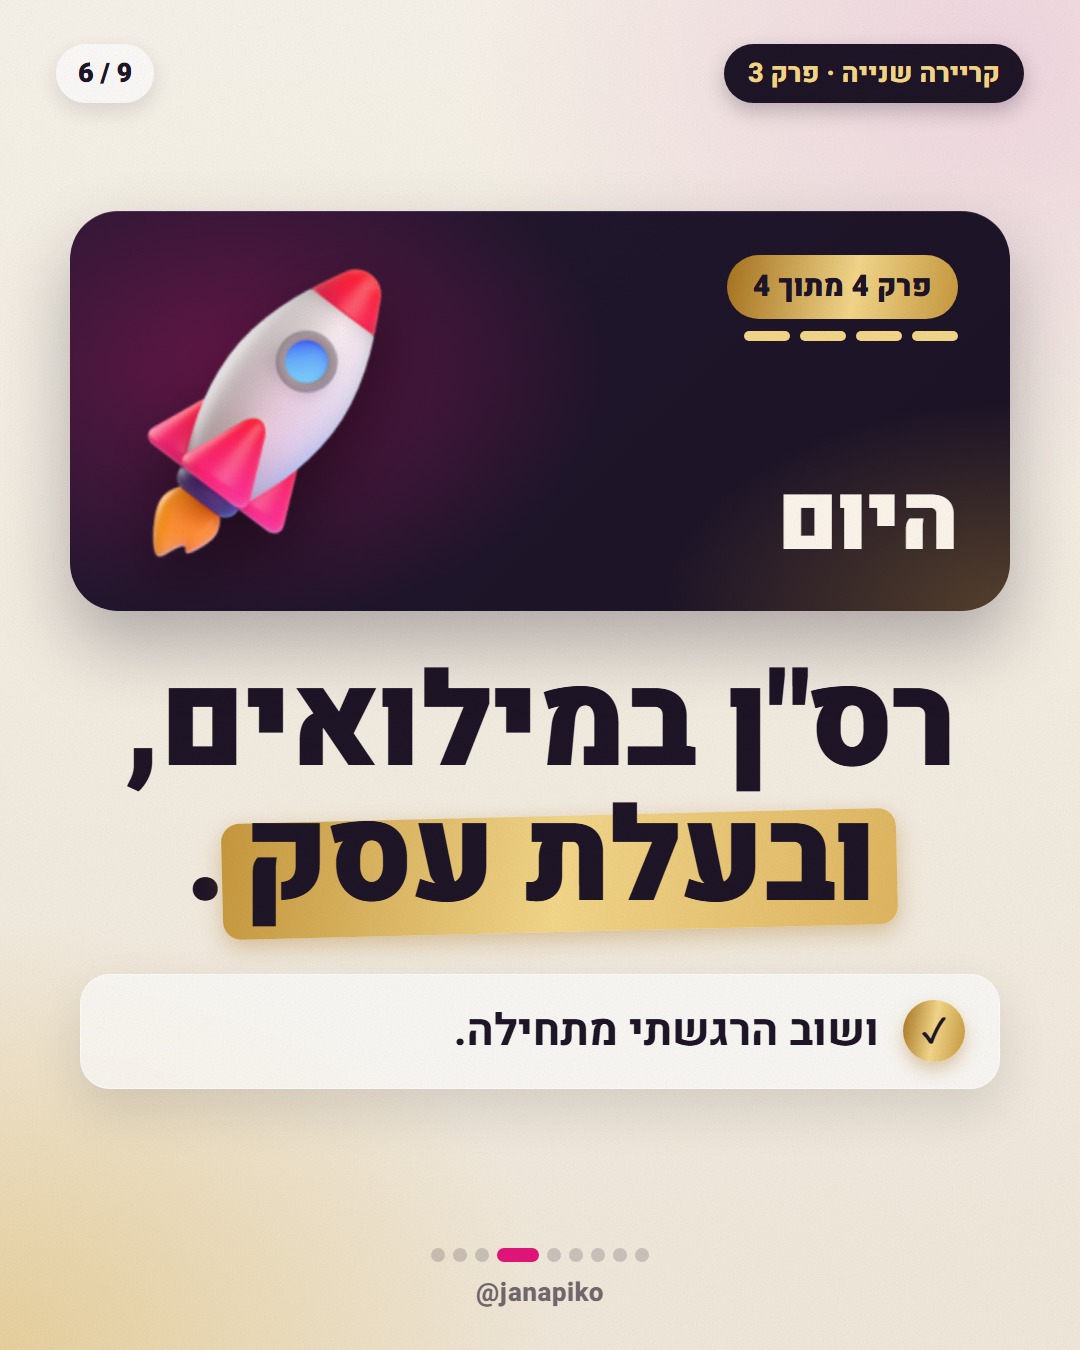 קריירה שנייה · פרק 3
6 / 9
פרק 4 מתוך 4
היום
רס"ן במילואים,
ובעלת עסק.
✓ ושוב הרגשתי מתחילה.
@janapiko